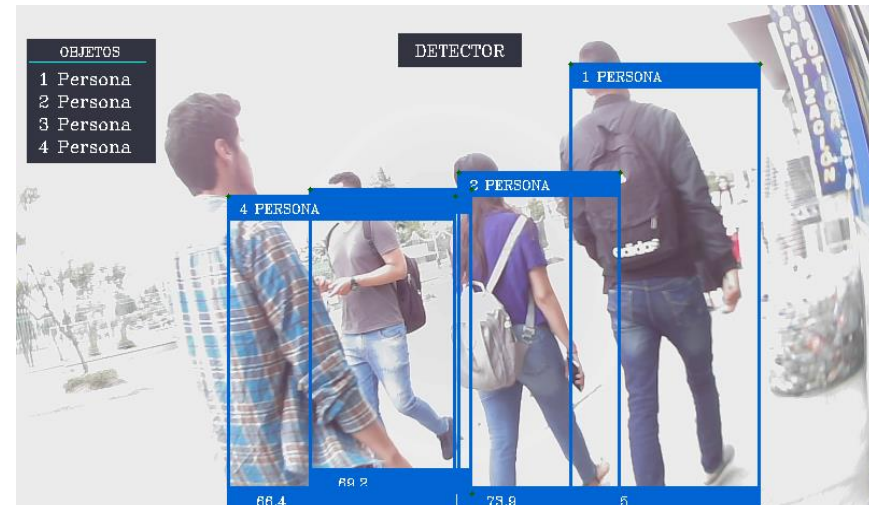 OBJETOS
1 Persona
2 Persona
3 Persona
4 Persona
DETECTOR
1 PERSONA
2 PERSONA
4 PERSONA
adidas
69.2
66.4
73.9